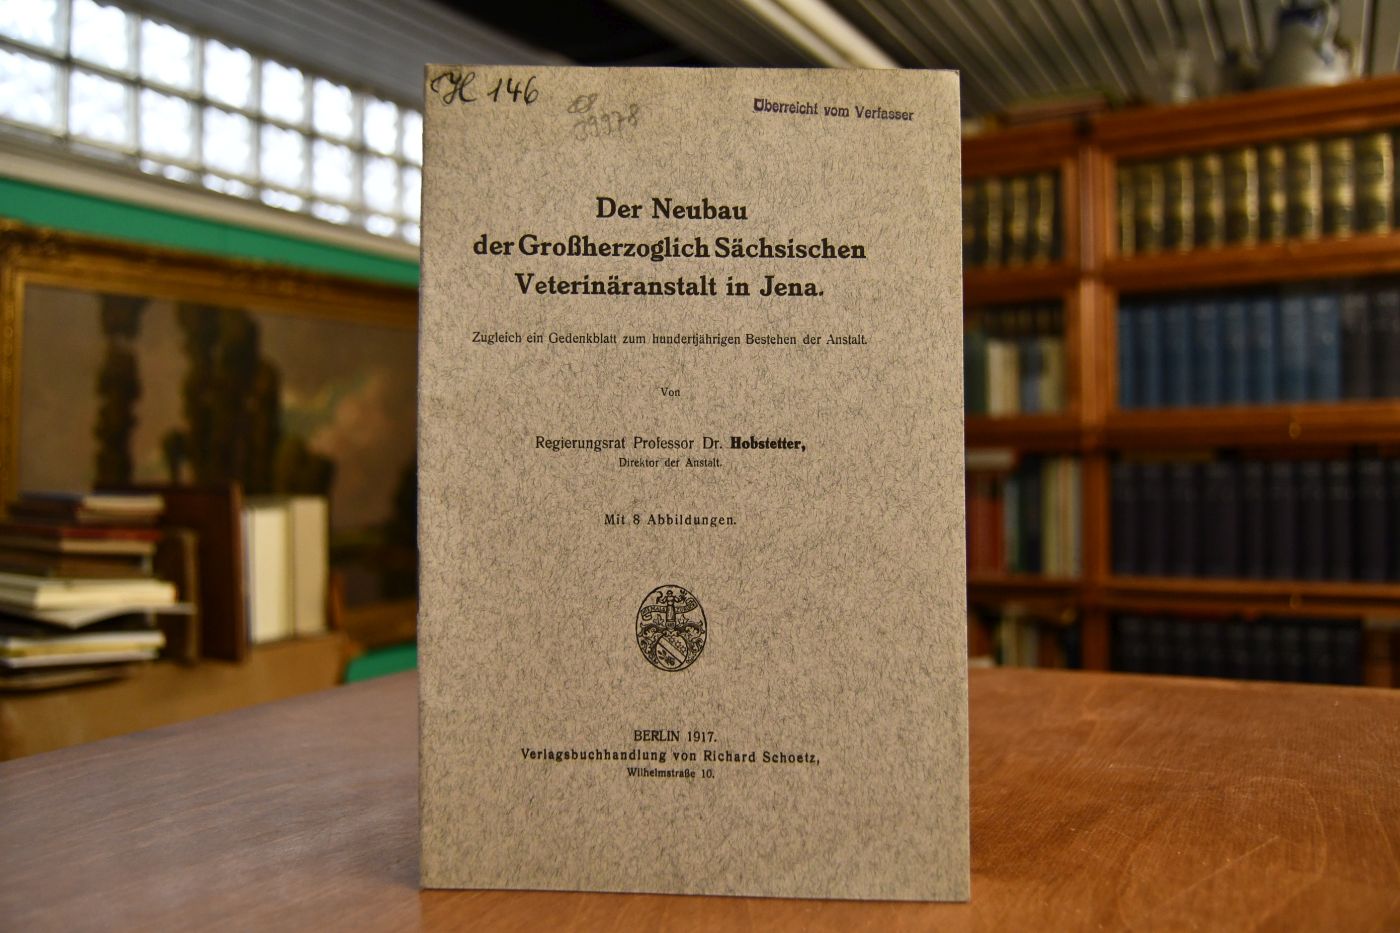 H 146
39978
Überreicht vom Verfasser
Der Neubau
der Großherzoglich Sächsischen
Veterinäranstalt in Jena.
Zugleich ein Gedenkblatt zum hundertjährigen Bestehen der Anstalt.
Von
Regierungsrat Professor Dr. Hobstetter,
Direktor der Anstalt.
Mit 8 Abbildungen.
BERLIN 1917.
Verlagsbuchhandlung von Richard Schoetz,
Wilhelmstraße 10.